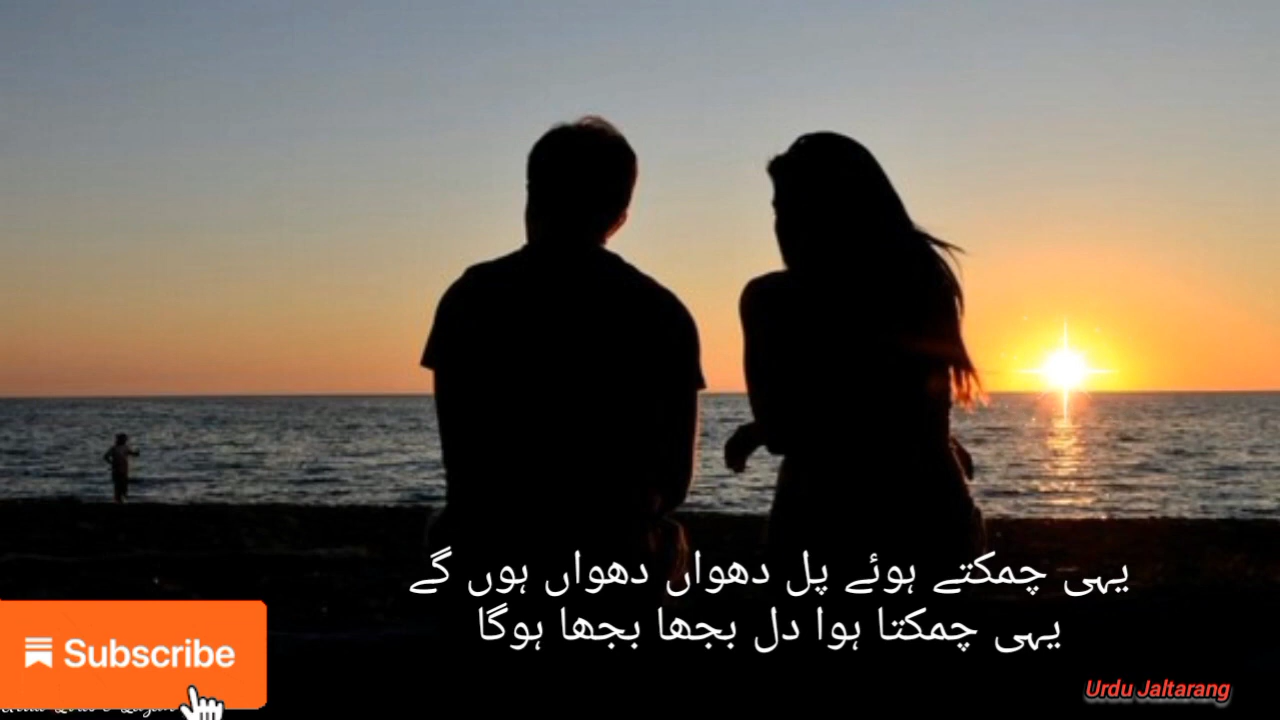 یہی چمکتے ہوئے پل دھواں دھواں ہوں گے
یہی چمکتا ہوا دل بجھا بجھا ہوگا
Subscribe
Urdu Jaltarang